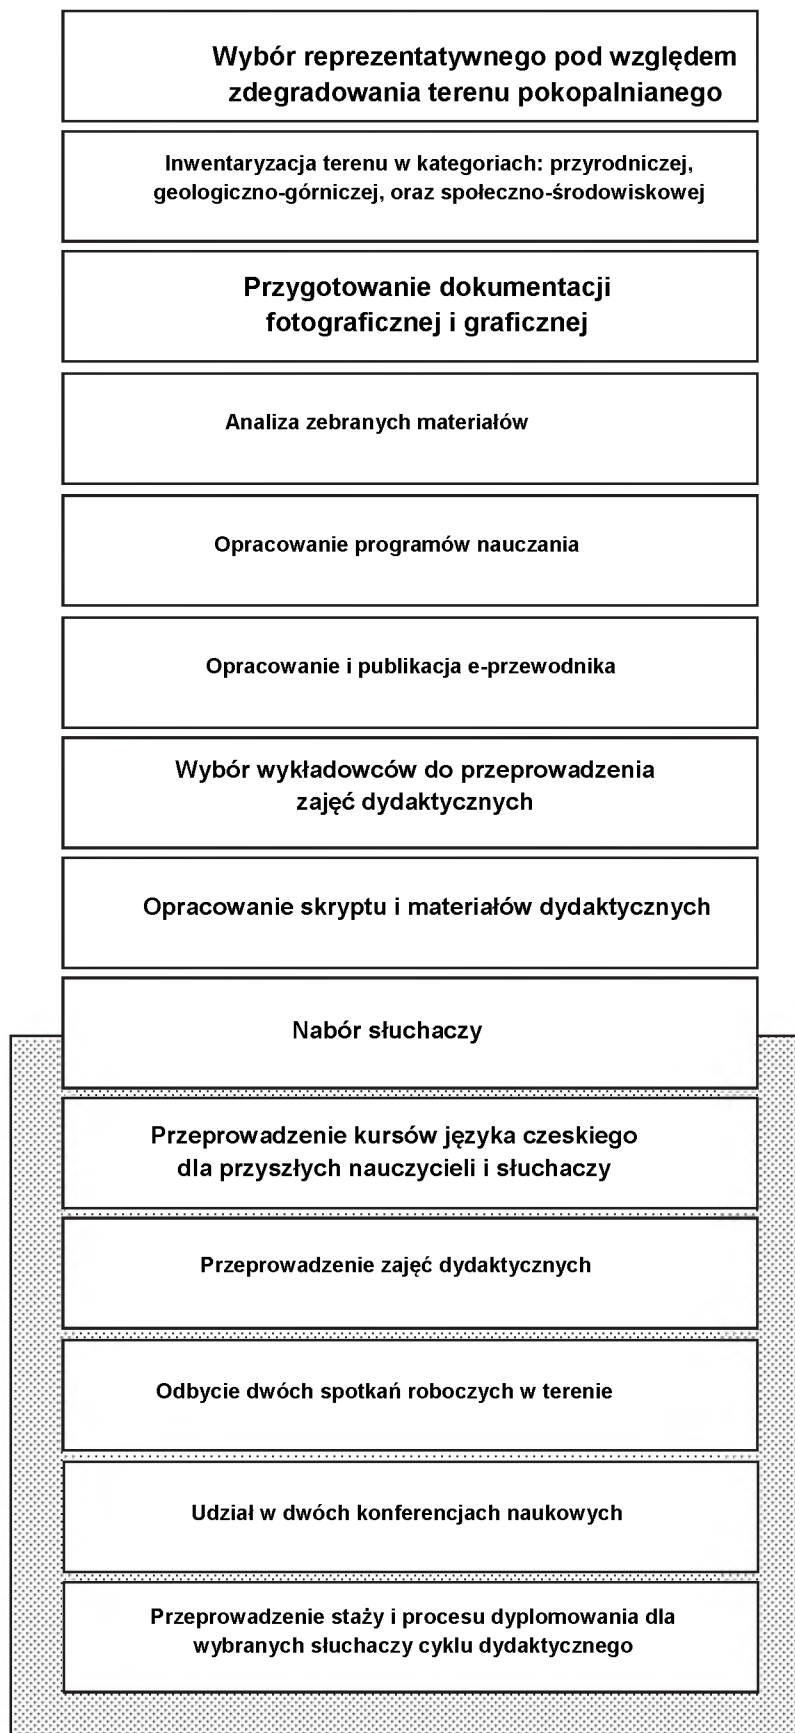 Wybór reprezentatywnego pod względem
zdegradowania terenu pokopalnianego
Inwentaryzacja terenu w kategoriach: przyrodniczej,
geologiczno-górniczej, oraz społeczno-środowiskowej
Przygotowanie dokumentacji
fotograficznej i graficznej
Analiza zebranych materiałów
Opracowanie programów nauczania
Opracowanie i publikacja e-przewodnika
Wybór wykładowców do przeprowadzenia
zajęć dydaktycznych
Opracowanie skryptu i materiałów dydaktycznych
Nabór słuchaczy
Przeprowadzenie kursów języka czeskiego
dla przyszłych nauczycieli i słuchaczy
Przeprowadzenie zajęć dydaktycznych
Odbycie dwóch spotkań roboczych w terenie
Udział w dwóch konferencjach naukowych
Przeprowadzenie staży i procesu dyplomowania dla
wybranych słuchaczy cyklu dydaktycznego